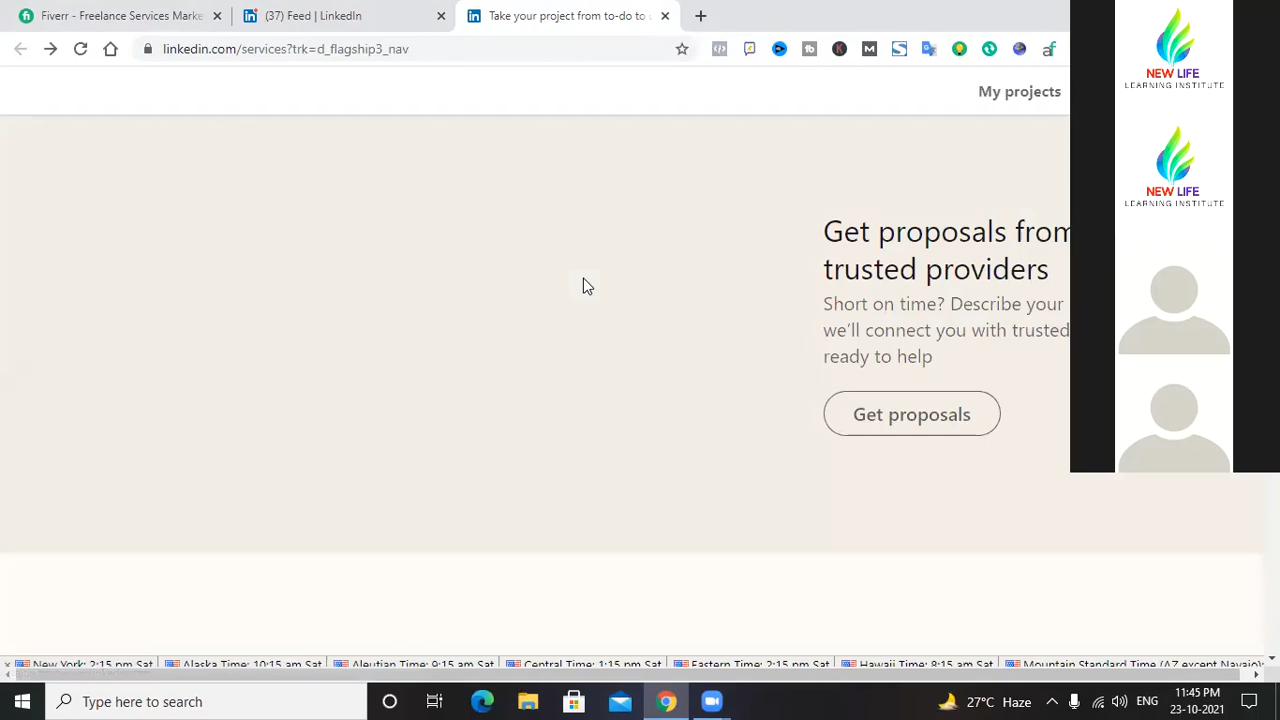 Fiverr - Freelance Services Marke
(37) Feed | LinkedIn
Take your project from to-do to
linkedin.com/services?trk=d_flagship3_nav
My projects
Get proposals from
trusted providers
Short on time? Describe your
we'll connect you with trusted
ready to help
Get proposals
NEW LIFE
LEARNING INSTITUTE
NEW LIFE
LEARNING INSTITUTE
New York: 2:15 pm Sat
Alaska Time: 10:15 am Sat
Aleutian Time: 9:15 am Sat
Central Time: 1:15 pm Sat
Eastern Time: 2:15 pm Sat
Hawaii Time: 8:15 am Sat
Mountain Standard Time (AZ except Navajo):
Type here to search
27°C Haze
ENG
11:45 PM
23-10-2021